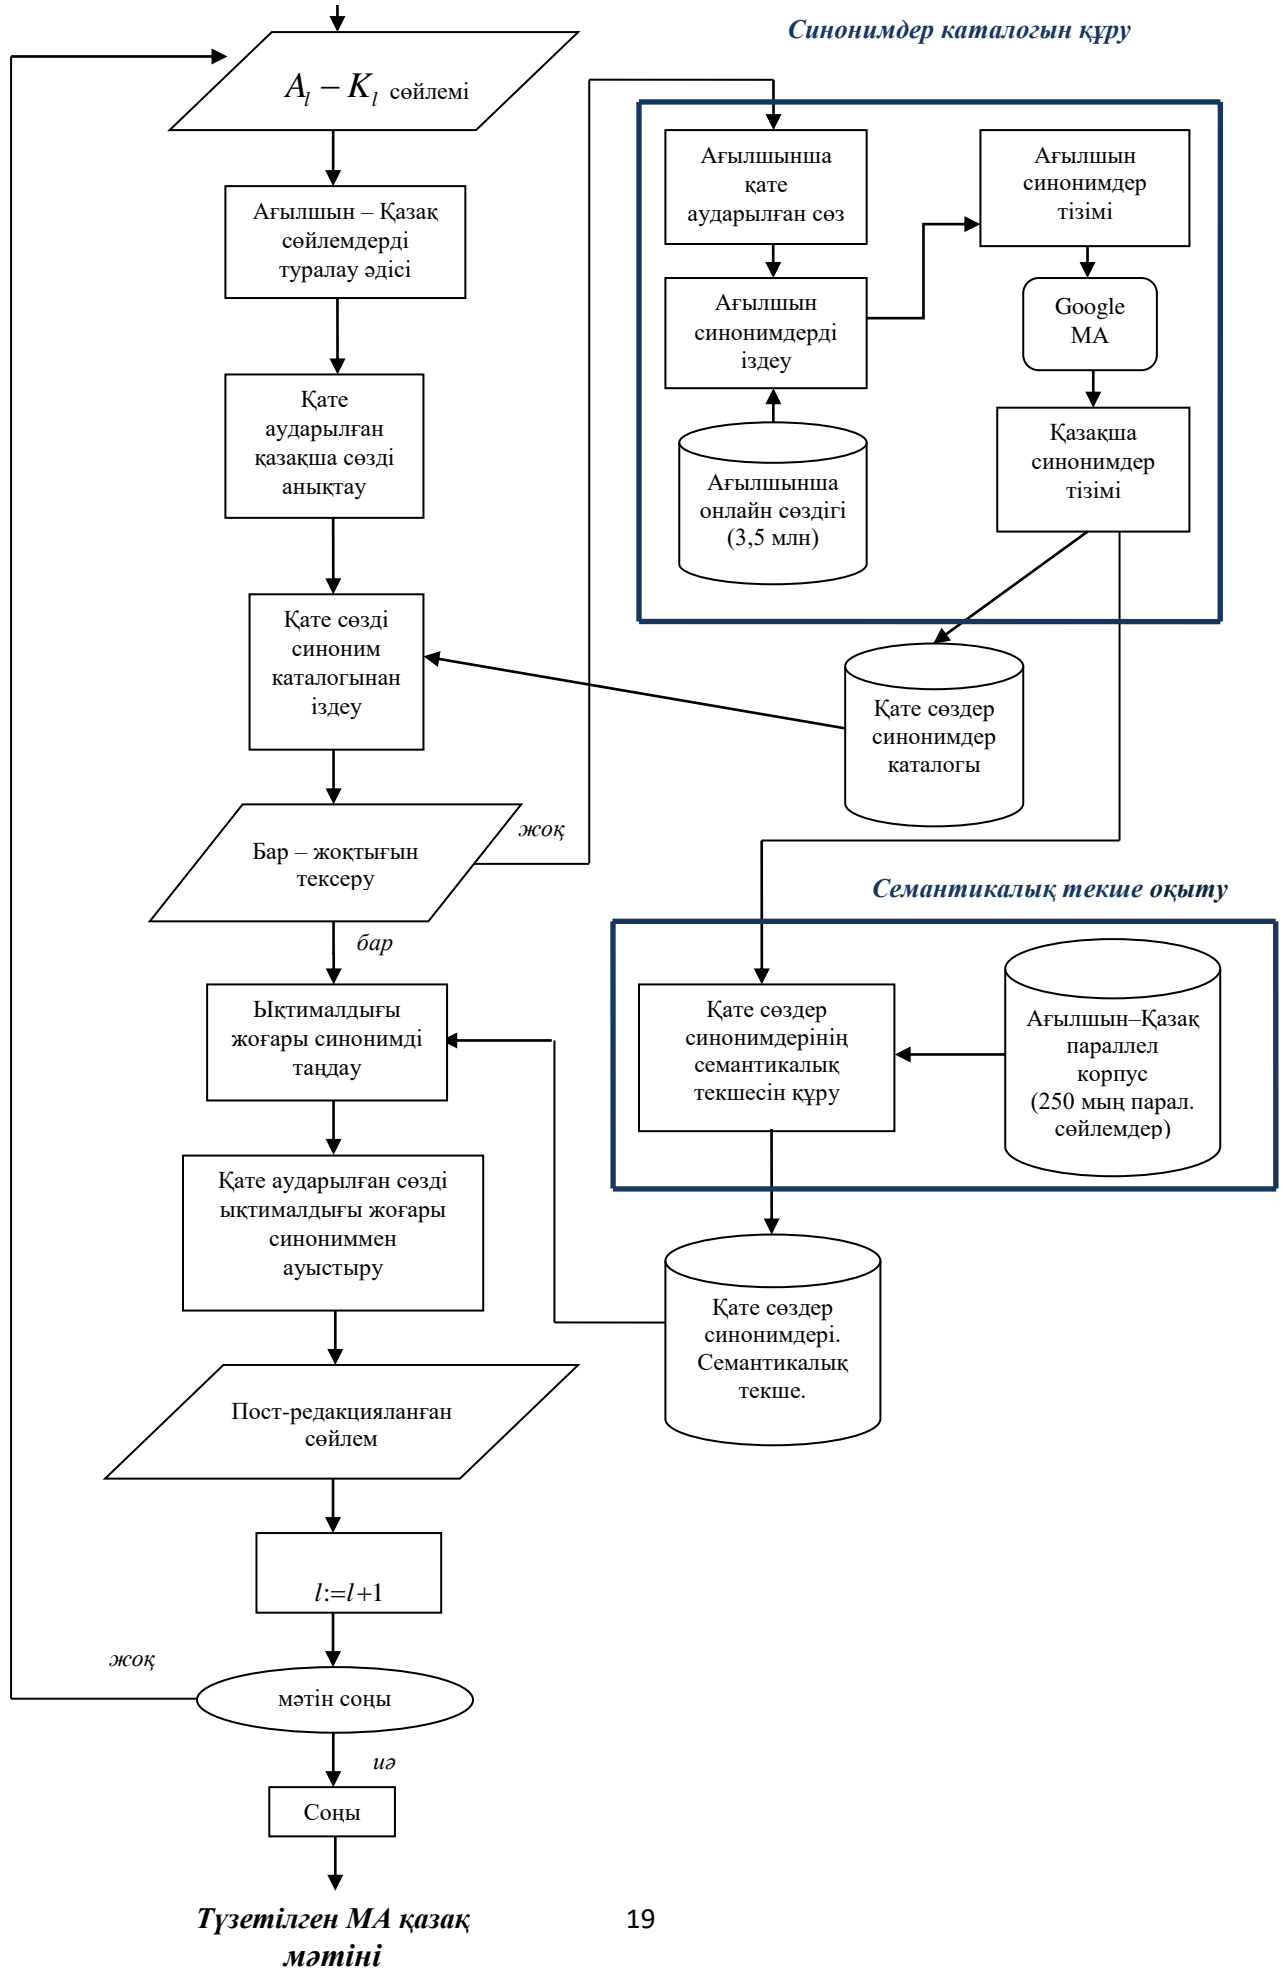 Синонимдер каталогын құру
A_l – K_l сөйлемі
Ағылшын – Қазақ
сөйлемдерді
туралау әдісі
Қате
аударылған
қазақша сөзді
анықтау
Қате сөзді
синоним
каталогынан
іздеу
Бар – жоқтығын
тексеру
жоқ
бар
Ықтималдығы
жоғары синонимді
таңдау
Қате аударылған сөзді
ықтималдығы жоғары
синониммен
ауыстыру
Пост-редакцияланған
сөйлем
l:=l+1
жоқ
мәтін соңы
иә
Соңы
Түзетілген МА қазақ
мәтіні
Ағылшынша
қате
аударылған сөз
Ағылшын
синонимдерді
іздеу
Ағылшынша
онлайн сөздігі
(3,5 млн)
Ағылшын
синонимдер
тізімі
Google
МА
Қазақша
синонимдер
тізімі
Қате сөздер
синонимдер
каталогы
Семантикалық текше оқыту
Қате сөздер
синонимдерінің
семантикалық
текшесін құру
Ағылшын–Қазақ
параллел
корпус
(250 мың парал.
сөйлемдер)
Қате сөздер
синонимдері.
Семантикалық
текше.
19